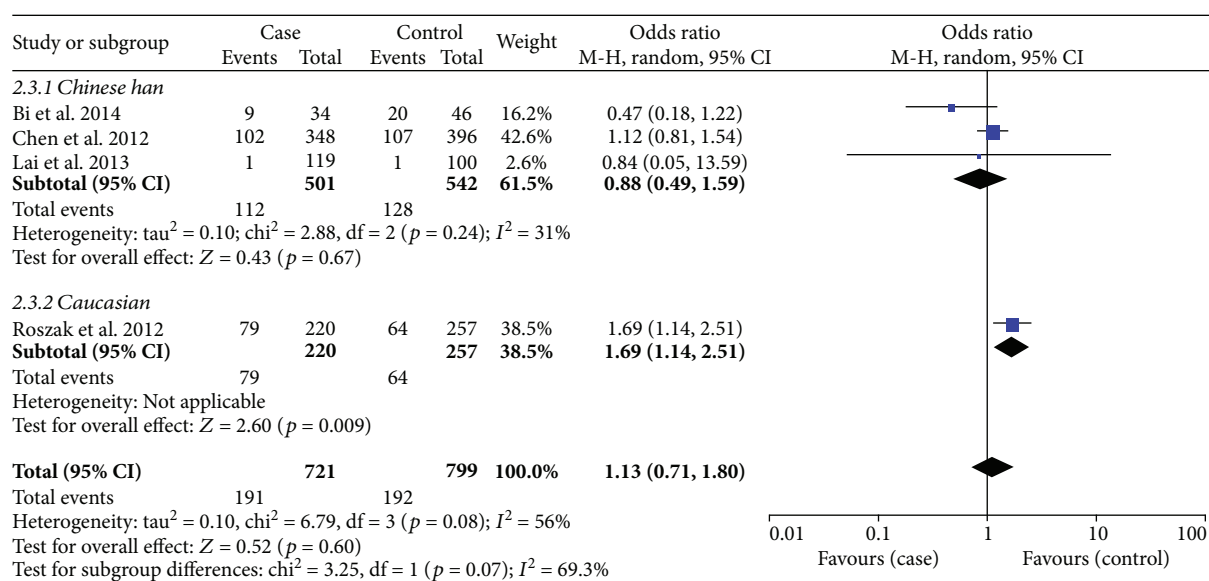 Study or subgroup Case Control Weight Odds ratio Odds ratio
Events Total Events Total M-H, random, 95% CI M-H, random, 95% CI
2.3.1 Chinese han
Bi et al. 2014 9 34 20 46 16.2% 0.47 (0.18, 1.22)
Chen et al. 2012 102 348 107 396 42.6% 1.12 (0.81, 1.54)
Lai et al. 2013 1 119 1 100 2.6% 0.84 (0.05, 13.59)
Subtotal (95% CI) 501 542 61.5% 0.88 (0.49, 1.59)
Total events 112 128
Heterogeneity: tau² = 0.10; chi² = 2.88, df = 2 (p = 0.24); I² = 31%
Test for overall effect: Z = 0.43 (p = 0.67)
2.3.2 Caucasian
Roszak et al. 2012 79 220 64 257 38.5% 1.69 (1.14, 2.51)
Subtotal (95% CI) 220 257 38.5% 1.69 (1.14, 2.51)
Total events 79 64
Heterogeneity: Not applicable
Test for overall effect: Z = 2.60 (p = 0.009)
Total (95% CI) 721 799 100.0% 1.13 (0.71, 1.80)
Total events 191 192
Heterogeneity: tau² = 0.10, chi² = 6.79, df = 3 (p = 0.08); I² = 56%
Test for overall effect: Z = 0.52 (p = 0.60)
Test for subgroup differences: chi² = 3.25, df = 1 (p = 0.07); I² = 69.3%
0.01 0.1 1 10 100
Favours (case) Favours (control)